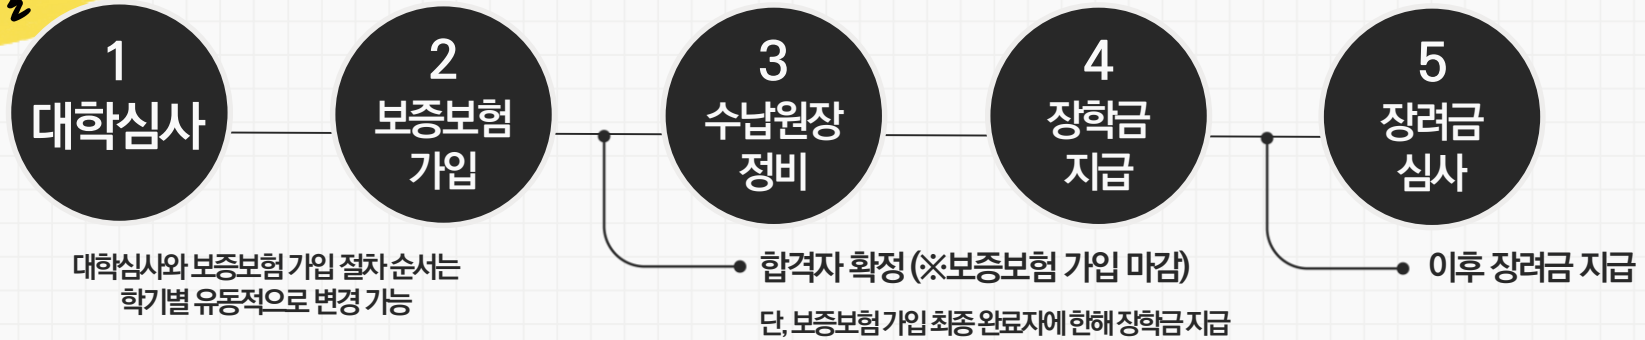 1
대학심사
2
보증보험
가입
3
수납원장
정비
4
장학금
지급
5
장려금
심사
대학심사와 보증보험 가입 절차 순서는
학기별 유동적으로 변경 가능
합격자 확정 (※보증보험 가입 마감)
단, 보증보험 가입 최종 완료자에 한해 장학금 지급
이후 장려금 지급